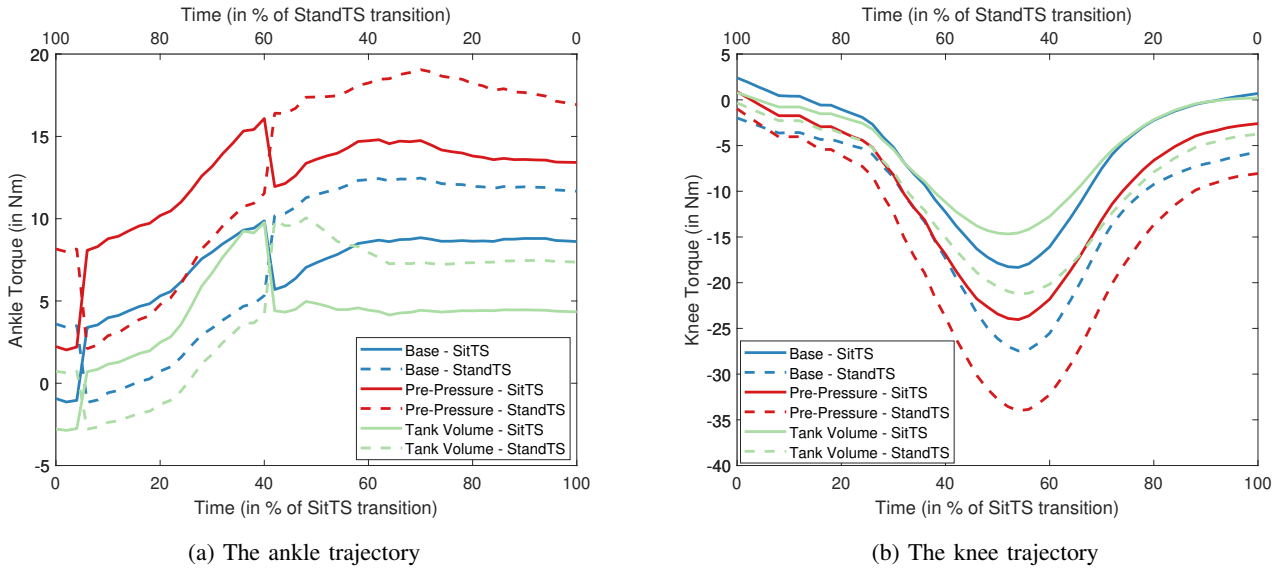 Time (in % of StandTS transition)
100 80 60 40 20 0
20
15
10
5
0
-5
Ankle Torque (in Nm)
Base - SitTS
Base - StandTS
Pre-Pressure - SitTS
Pre-Pressure - StandTS
Tank Volume - SitTS
Tank Volume - StandTS
0 20 40 60 80 100
Time (in % of SitTS transition)
(a) The ankle trajectory
Time (in % of StandTS transition)
100 80 60 40 20 0
5
0
-5
-10
-15
-20
-25
-30
-35
-40
Knee Torque (in Nm)
Base - SitTS
Base - StandTS
Pre-Pressure - SitTS
Pre-Pressure - StandTS
Tank Volume - SitTS
Tank Volume - StandTS
0 20 40 60 80 100
Time (in % of SitTS transition)
(b) The knee trajectory